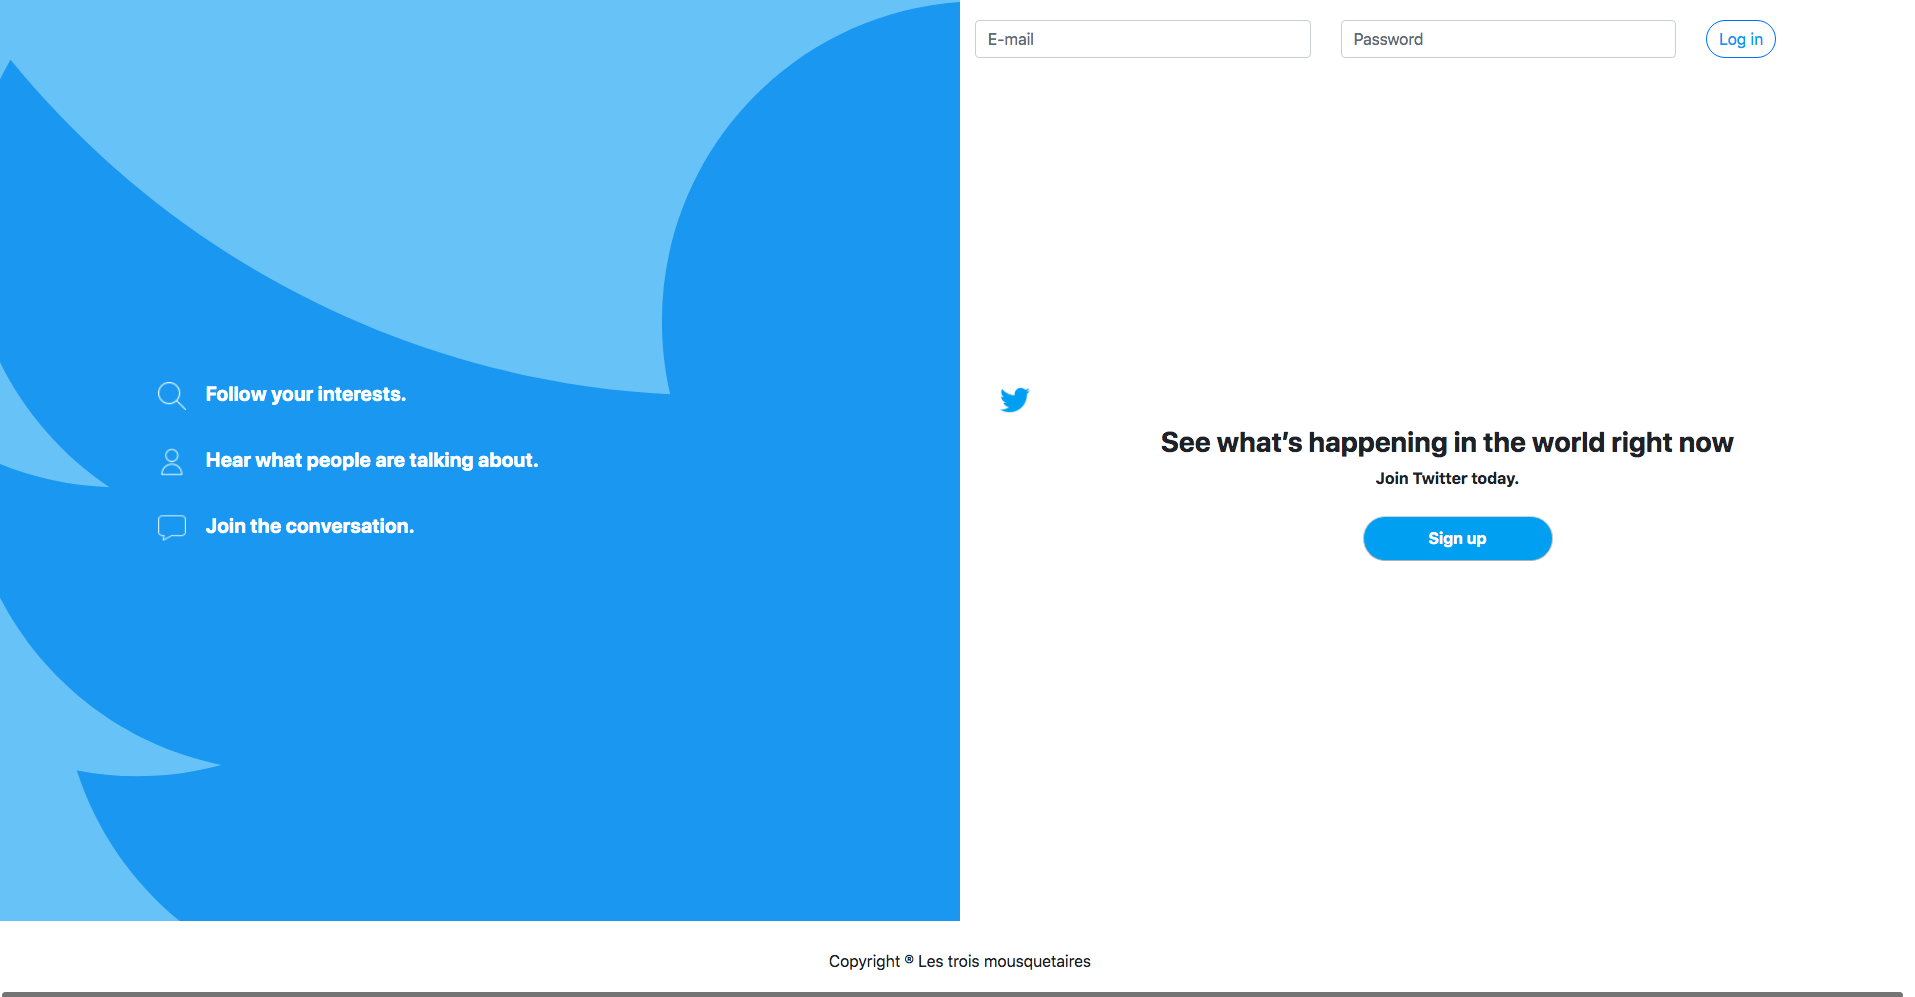 E-mail
Password
Log in
Follow your interests.
Hear what people are talking about.
Join the conversation.
See what’s happening in the world right now
Join Twitter today.
Sign up
Copyright ® Les trois mousquetaires